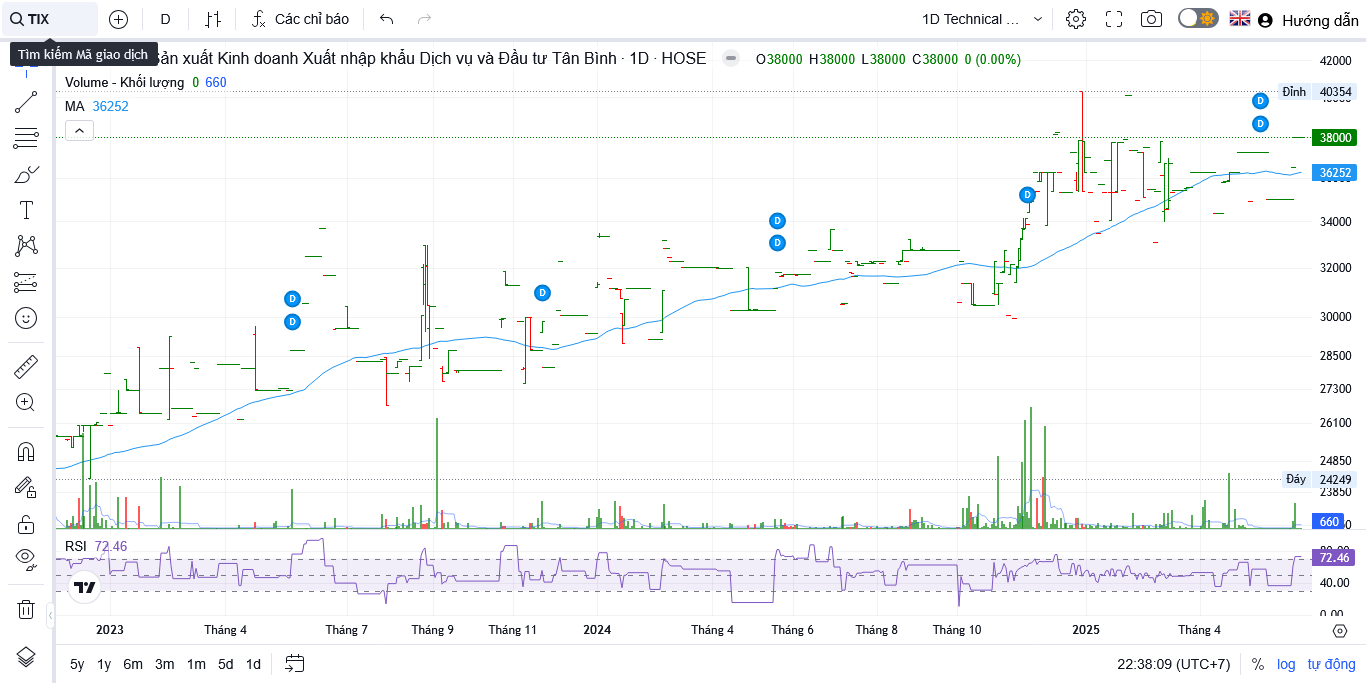 TIX
D
Các chỉ báo
1D Technical ...
Hướng dẫn
Tìm kiếm Mã giao dịch
Sản xuất Kinh doanh Xuất nhập khẩu Dịch vụ và Đầu tư Tân Bình · 1D · HOSE
O38000 H38000 L38000 C38000 0 (0.00%)
Volume - Khối lượng 0 660
MA 36252
42000
Đỉnh 40354
38000
36252
34000
32000
30000
28500
27300
26100
24850
Đáy 24249
23850
660
D
D
D
D
D
D
D
D
RSI 72.46
72.46
40.00
0.00
2023 Tháng 4 Tháng 7 Tháng 9 Tháng 11 2024 Tháng 4 Tháng 6 Tháng 8 Tháng 10 2025 Tháng 4
5y 1y 6m 3m 1m 5d 1d
22:38:09 (UTC+7) % log tự động